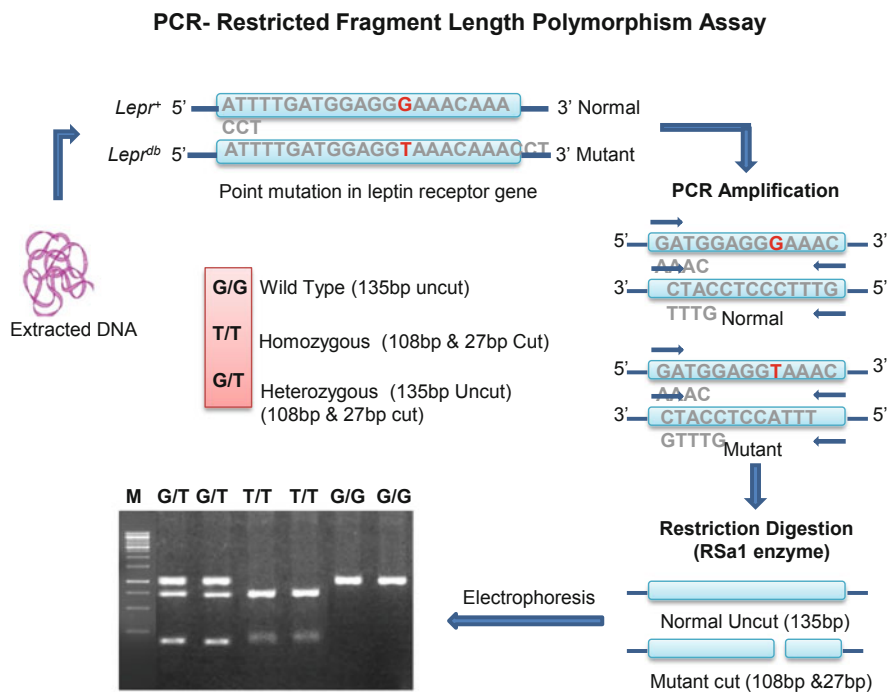 PCR- Restricted Fragment Length Polymorphism Assay
Lepr+ 5’ ATTTTGATGGAGGGAAACAAA 3’ Normal
CCT
Leprdb 5’ ATTTTGATGGAGGTAAACAAACCT 3’ Mutant
Point mutation in leptin receptor gene
Extracted DNA
G/G Wild Type (135bp uncut)
T/T Homozygous (108bp & 27bp Cut)
G/T Heterozygous (135bp Uncut)
(108bp & 27bp cut)
PCR Amplification
5’ GATGGAGGGAAAC 3’
AAAC
3’ CTACCTCCCTTTG 5’
TTTG
Normal
5’ GATGGAGGTAAAC 3’
AAAC
3’ CTACCTCCATTT 5’
GTTTG
Mutant
Restriction Digestion
(RSa1 enzyme)
Normal Uncut (135bp)
Mutant cut (108bp &27bp)
Electrophoresis
M G/T G/T T/T T/T G/G G/G